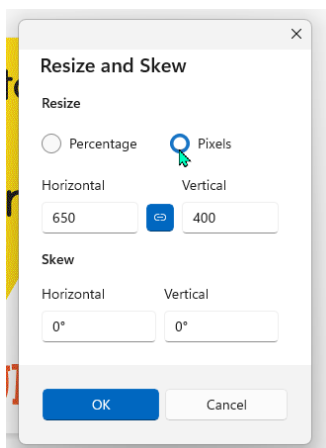 Resize and Skew
Resize
Percentage Pixels
Horizontal Vertical
650 400
Skew
Horizontal Vertical
0° 0°
OK Cancel